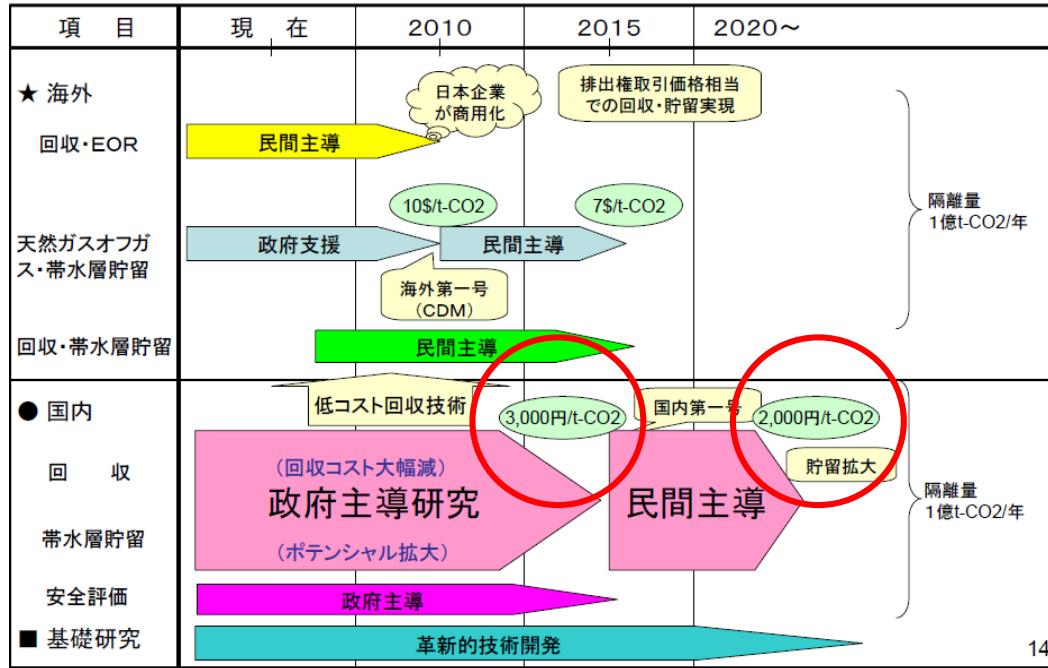 項 目 現 在 2010 2015 2020～
★ 海外
日本企業
が商用化
排出権取引価格相当
での回収・貯留実現
回収・EOR
民間主導
10$/t-CO2
7$/t-CO2
隔離量
1億t-CO2/年
天然ガスオフガ
ス・帯水層貯留
政府支援
民間主導
海外第一号
（CDM）
回収・帯水層貯留
民間主導
● 国内
低コスト回収技術
3,000円/t-CO2
国内第一号
2,000円/t-CO2
回 収
（回収コスト大幅減）
政府主導研究
（ポテンシャル拡大）
民間主導
貯留拡大
隔離量
1億t-CO2/年
帯水層貯留
安全評価
政府主導
■ 基礎研究
革新的技術開発
14